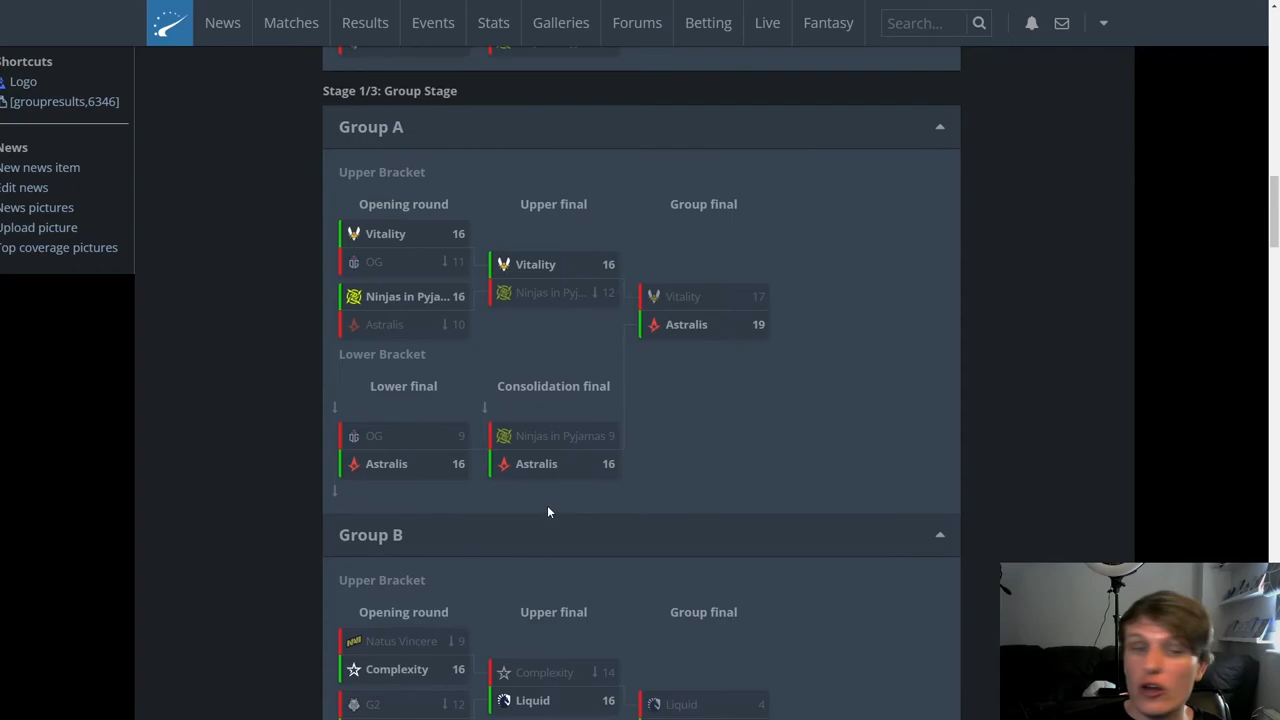 News Matches Results Events Stats Galleries Forums Betting Live Fantasy Search...
Shortcuts
Logo
[groupresults,6346]
News
New news item
Edit news
News pictures
Upload picture
Top coverage pictures
Stage 1/3: Group Stage
Group A
Upper Bracket
Opening round Upper final Group final
Vitality 16
OG ↓ 11
Vitality 16
Ninjas in Pyj... ↓ 12
Ninjas in Pyja... 16
Astralis ↓ 10
Vitality 17
Astralis 19
Lower Bracket
Lower final Consolidation final
OG 9
Astralis 16
Ninjas in Pyjamas 9
Astralis 16
Group B
Upper Bracket
Opening round Upper final Group final
Natus Vincere ↓ 9
Complexity 16
Complexity ↓ 14
Liquid 16
G2 ↓ 12
Liquid 4